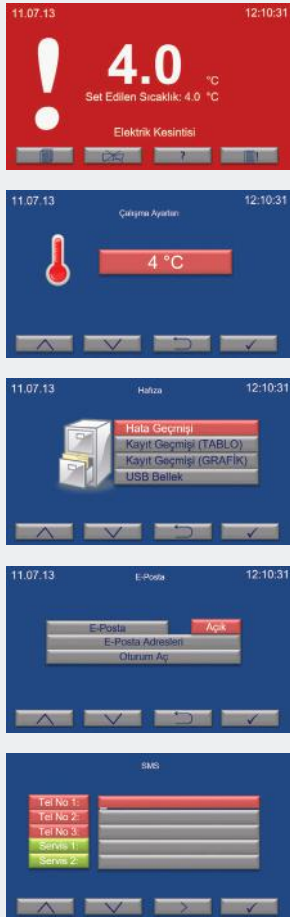 11.07.13 12:10:31
4.0 °C
Set Edilen Sıcaklık: 4.0 °C
Elektrik Kesintisi
?
!
11.07.13 12:10:31
Çalışma Ayarları
4 °C
11.07.13 12:10:31
Hafıza
Hata Geçmişi
Kayıt Geçmişi (TABLO)
Kayıt Geçmişi (GRAFİK)
USB Bellek
11.07.13 12:10:31
E-Posta
E-Posta Açık
E-Posta Adresleri
Oturum Aç
SMS
Tel No 1:
Tel No 2:
Tel No 3:
Servis 1:
Servis 2:
>